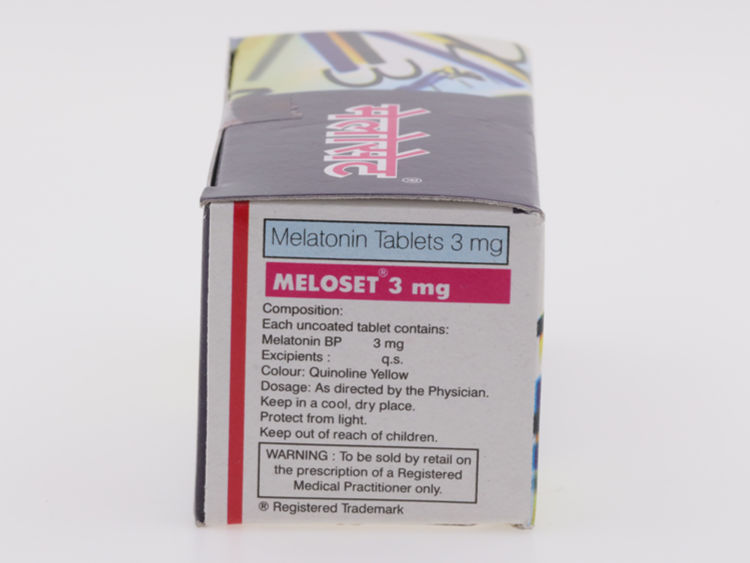 ®
Melatonin Tablets 3 mg
MELOSET® 3 mg
Composition:
Each uncoated tablet contains:
Melatonin BP 3 mg
Excipients : q.s.
Colour: Quinoline Yellow
Dosage: As directed by the Physician.
Keep in a cool, dry place.
Protect from light.
Keep out of reach of children.
WARNING : To be sold by retail on
the prescription of a Registered
Medical Practitioner only.
® Registered Trademark